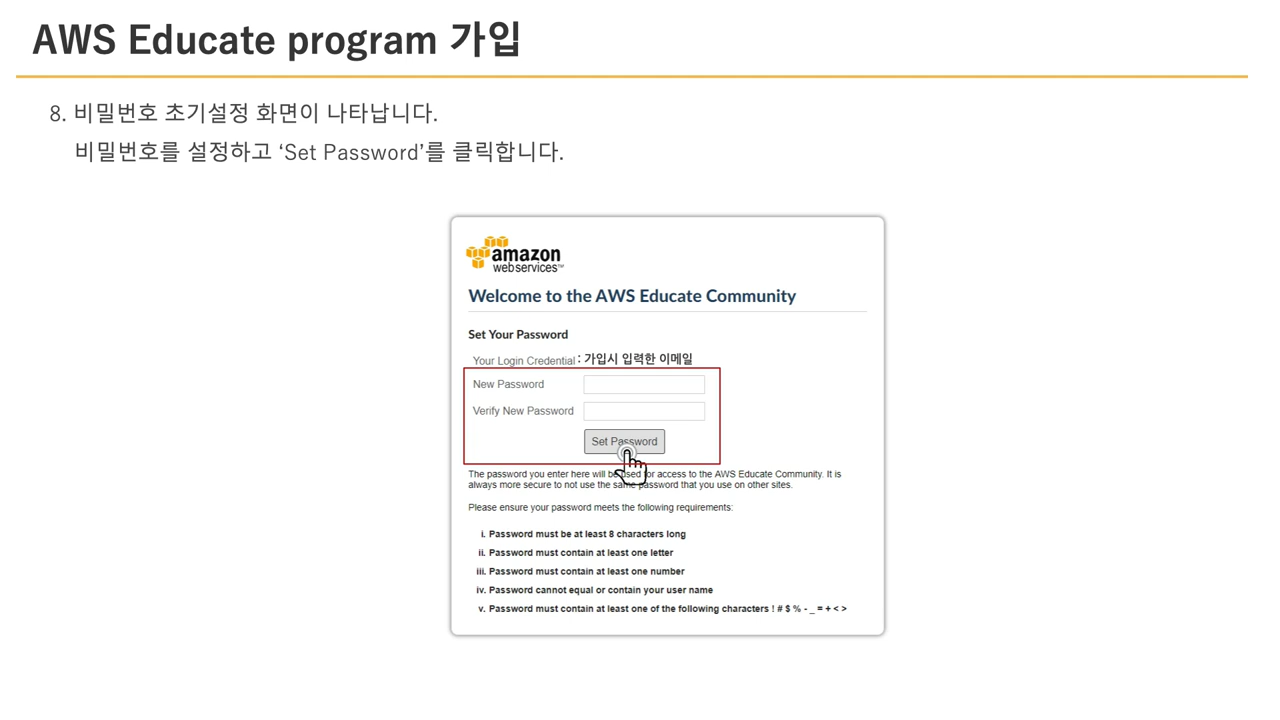 AWS Educate program 가입
8. 비밀번호 초기설정 화면이 나타납니다.
비밀번호를 설정하고 ‘Set Password’를 클릭합니다.
amazon
web services™
Welcome to the AWS Educate Community
Set Your Password
Your Login Credential : 가입시 입력한 이메일
New Password
Verify New Password
Set Password
The password you enter here will be used for access to the AWS Educate Community. It is
always more secure to not use the same password that you use on other sites.
Please ensure your password meets the following requirements:
i. Password must be at least 8 characters long
ii. Password must contain at least one letter
iii. Password must contain at least one number
iv. Password cannot equal or contain your user name
v. Password must contain at least one of the following characters ! # $ % - _ = + < >